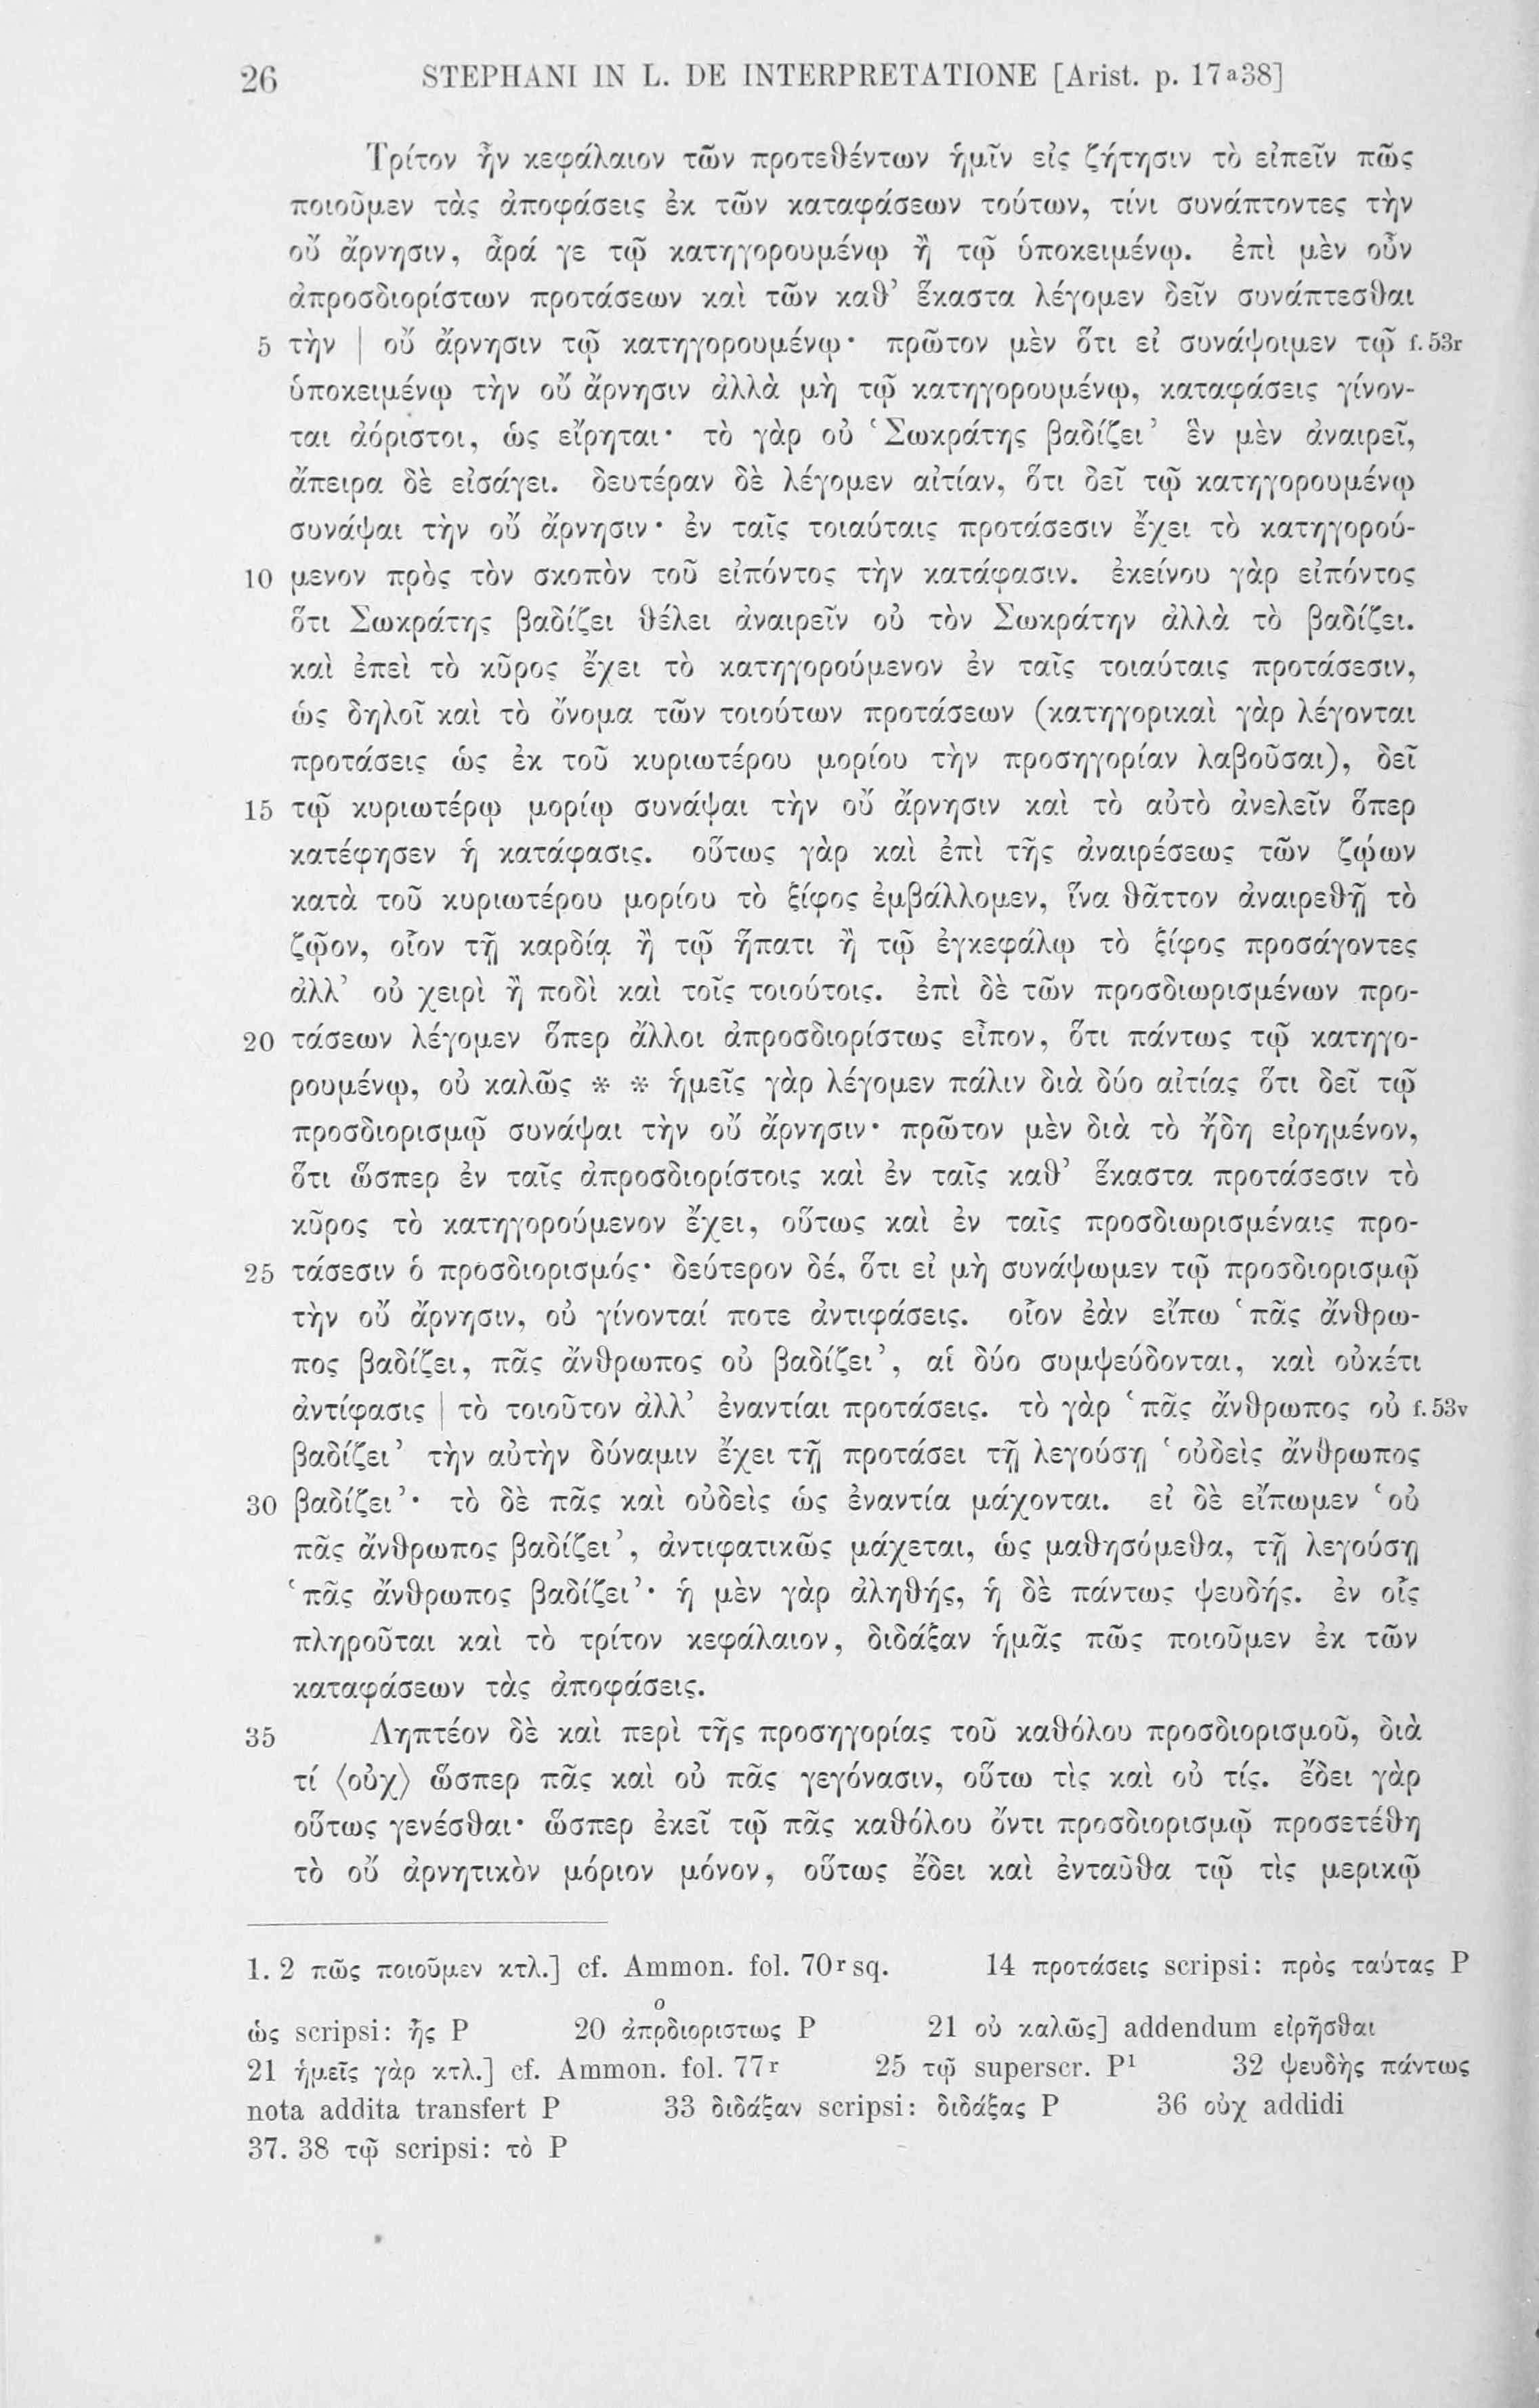 26 STEPHANI IN L. DE INTERPRETATIONE [Arist. p. 17ᵃ38]
Τρίτον ἦν κεφάλαιον τῶν προτεθέντων ἡμῖν εἰς ζήτησιν τὸ εἰπεῖν πῶς
ποιοῦμεν τὰς ἀποφάσεις ἐκ τῶν καταφάσεων τούτων, τίνι συνάπτοντες τὴν
οὔ ἄρνησιν, ἆρά γε τῷ κατηγορουμένῳ ἢ τῷ ὑποκειμένῳ. ἐπὶ μὲν οὖν
ἀπροσδιορίστων προτάσεων καὶ τῶν καθ’ ἕκαστα λέγομεν δεῖν συνάπτεσθαι
5 τὴν | οὔ ἄρνησιν τῷ κατηγορουμένῳ· πρῶτον μὲν ὅτι εἰ συνάψοιμεν τῷ f. 53r
ὑποκειμένῳ τὴν οὔ ἄρνησιν ἀλλὰ μὴ τῷ κατηγορουμένῳ, καταφάσεις γίνον-
ται ἀόριστοι, ὡς εἴρηται· τὸ γὰρ οὐ ‘Σωκράτης βαδίζει’ ἓν μὲν ἀναιρεῖ,
ἄπειρα δὲ εἰσάγει. δευτέραν δὲ λέγομεν αἰτίαν, ὅτι δεῖ τῷ κατηγορουμένῳ
συνάψαι τὴν οὔ ἄρνησιν· ἐν ταῖς τοιαύταις προτάσεσιν ἔχει τὸ κατηγορού-
10 μενον πρὸς τὸν σκοπὸν τοῦ εἰπόντος τὴν κατάφασιν. ἐκείνου γὰρ εἰπόντος
ὅτι Σωκράτης βαδίζει θέλει ἀναιρεῖν οὐ τὸν Σωκράτην ἀλλὰ τὸ βαδίζει.
καὶ ἐπεὶ τὸ κῦρος ἔχει τὸ κατηγορούμενον ἐν ταῖς τοιαύταις προτάσεσιν,
ὡς δηλοῖ καὶ τὸ ὄνομα τῶν τοιούτων προτάσεων (κατηγορικαὶ γὰρ λέγονται
προτάσεις ὡς ἐκ τοῦ κυριωτέρου μορίου τὴν προσηγορίαν λαβοῦσαι), δεῖ
15 τῷ κυριωτέρῳ μορίῳ συνάψαι τὴν οὔ ἄρνησιν καὶ τὸ αὐτὸ ἀνελεῖν ὅπερ
κατέφησεν ἡ κατάφασις. οὕτως γὰρ καὶ ἐπὶ τῆς ἀναιρέσεως τῶν ζῴων
κατὰ τοῦ κυριωτέρου μορίου τὸ ξίφος ἐμβάλλομεν, ἵνα θᾶττον ἀναιρεθῇ τὸ
ζῷον, οἷον τῇ καρδίᾳ ἢ τῷ ἥπατι ἢ τῷ ἐγκεφάλῳ τὸ ξίφος προσάγοντες
ἀλλ’ οὐ χειρὶ ἢ ποδὶ καὶ τοῖς τοιούτοις. ἐπὶ δὲ τῶν προσδιωρισμένων προ-
20 τάσεων λέγομεν ὅπερ ἄλλοι ἀπροσδιορίστως εἶπον, ὅτι πάντως τῷ κατηγο-
ρουμένῳ, οὐ καλῶς * * ἡμεῖς γὰρ λέγομεν πάλιν διὰ δύο αἰτίας ὅτι δεῖ τῷ
προσδιορισμῷ συνάψαι τὴν οὔ ἄρνησιν· πρῶτον μὲν διὰ τὸ ἤδη εἰρημένον,
ὅτι ὥσπερ ἐν ταῖς ἀπροσδιορίστοις καὶ ἐν ταῖς καθ’ ἕκαστα προτάσεσιν τὸ
κῦρος τὸ κατηγορούμενον ἔχει, οὕτως καὶ ἐν ταῖς προσδιωρισμέναις προ-
25 τάσεσιν ὁ προσδιορισμός· δεύτερον δέ, ὅτι εἰ μὴ συνάψωμεν τῷ προσδιορισμῷ
τὴν οὔ ἄρνησιν, οὐ γίνονταί ποτε ἀντιφάσεις. οἷον ἐὰν εἴπω ‘πᾶς ἄνθρω-
πος βαδίζει, πᾶς ἄνθρωπος οὐ βαδίζει’, αἱ δύο συμψεύδονται, καὶ οὐκέτι
ἀντίφασις | τὸ τοιοῦτον ἀλλ’ ἐναντίαι προτάσεις. τὸ γὰρ ‘πᾶς ἄνθρωπος οὐ f. 53v
βαδίζει’ τὴν αὐτὴν δύναμιν ἔχει τῇ προτάσει τῇ λεγούσῃ ‘οὐδεὶς ἄνθρωπος
30 βαδίζει’· τὸ δὲ πᾶς καὶ οὐδεὶς ὡς ἐναντία μάχονται. εἰ δὲ εἴπωμεν ‘οὐ
πᾶς ἄνθρωπος βαδίζει’, ἀντιφατικῶς μάχεται, ὡς μαθησόμεθα, τῇ λεγούσῃ
‘πᾶς ἄνθρωπος βαδίζει’· ἡ μὲν γὰρ ἀληθής, ἡ δὲ πάντως ψευδής. ἐν οἷς
πληροῦται καὶ τὸ τρίτον κεφάλαιον, διδάξαν ἡμᾶς πῶς ποιοῦμεν ἐκ τῶν
καταφάσεων τὰς ἀποφάσεις.
35 Ληπτέον δὲ καὶ περὶ τῆς προσηγορίας τοῦ καθόλου προσδιορισμοῦ, διὰ
τί ⟨οὐχ⟩ ὥσπερ πᾶς καὶ οὐ πᾶς γεγόνασιν, οὕτω τὶς καὶ οὐ τίς. ἔδει γὰρ
οὕτως γενέσθαι· ὥσπερ ἐκεῖ τῷ πᾶς καθόλου ὄντι προσδιορισμῷ προσετέθη
τὸ οὔ ἀρνητικὸν μόριον μόνον, οὕτως ἔδει καὶ ἐνταῦθα τῷ τὶς μερικῷ
1. 2 πῶς ποιοῦμεν κτλ.] cf. Ammon. fol. 70ʳ sq. 14 προτάσεις scripsi: πρὸς ταύτας P
ὡς scripsi: ἧς P 20 ἀπρ̥ο̊διοριστως P 21 οὐ καλῶς] addendum εἰρῆσθαι
21 ἡμεῖς γὰρ κτλ.] cf. Ammon. fol. 77ʳ 25 τῷ superscr. P¹ 32 ψευδὴς πάντως
nota addita transfert P 33 διδάξαν scripsi: διδάξας P 36 οὐχ addidi
37. 38 τῷ scripsi: τὸ P